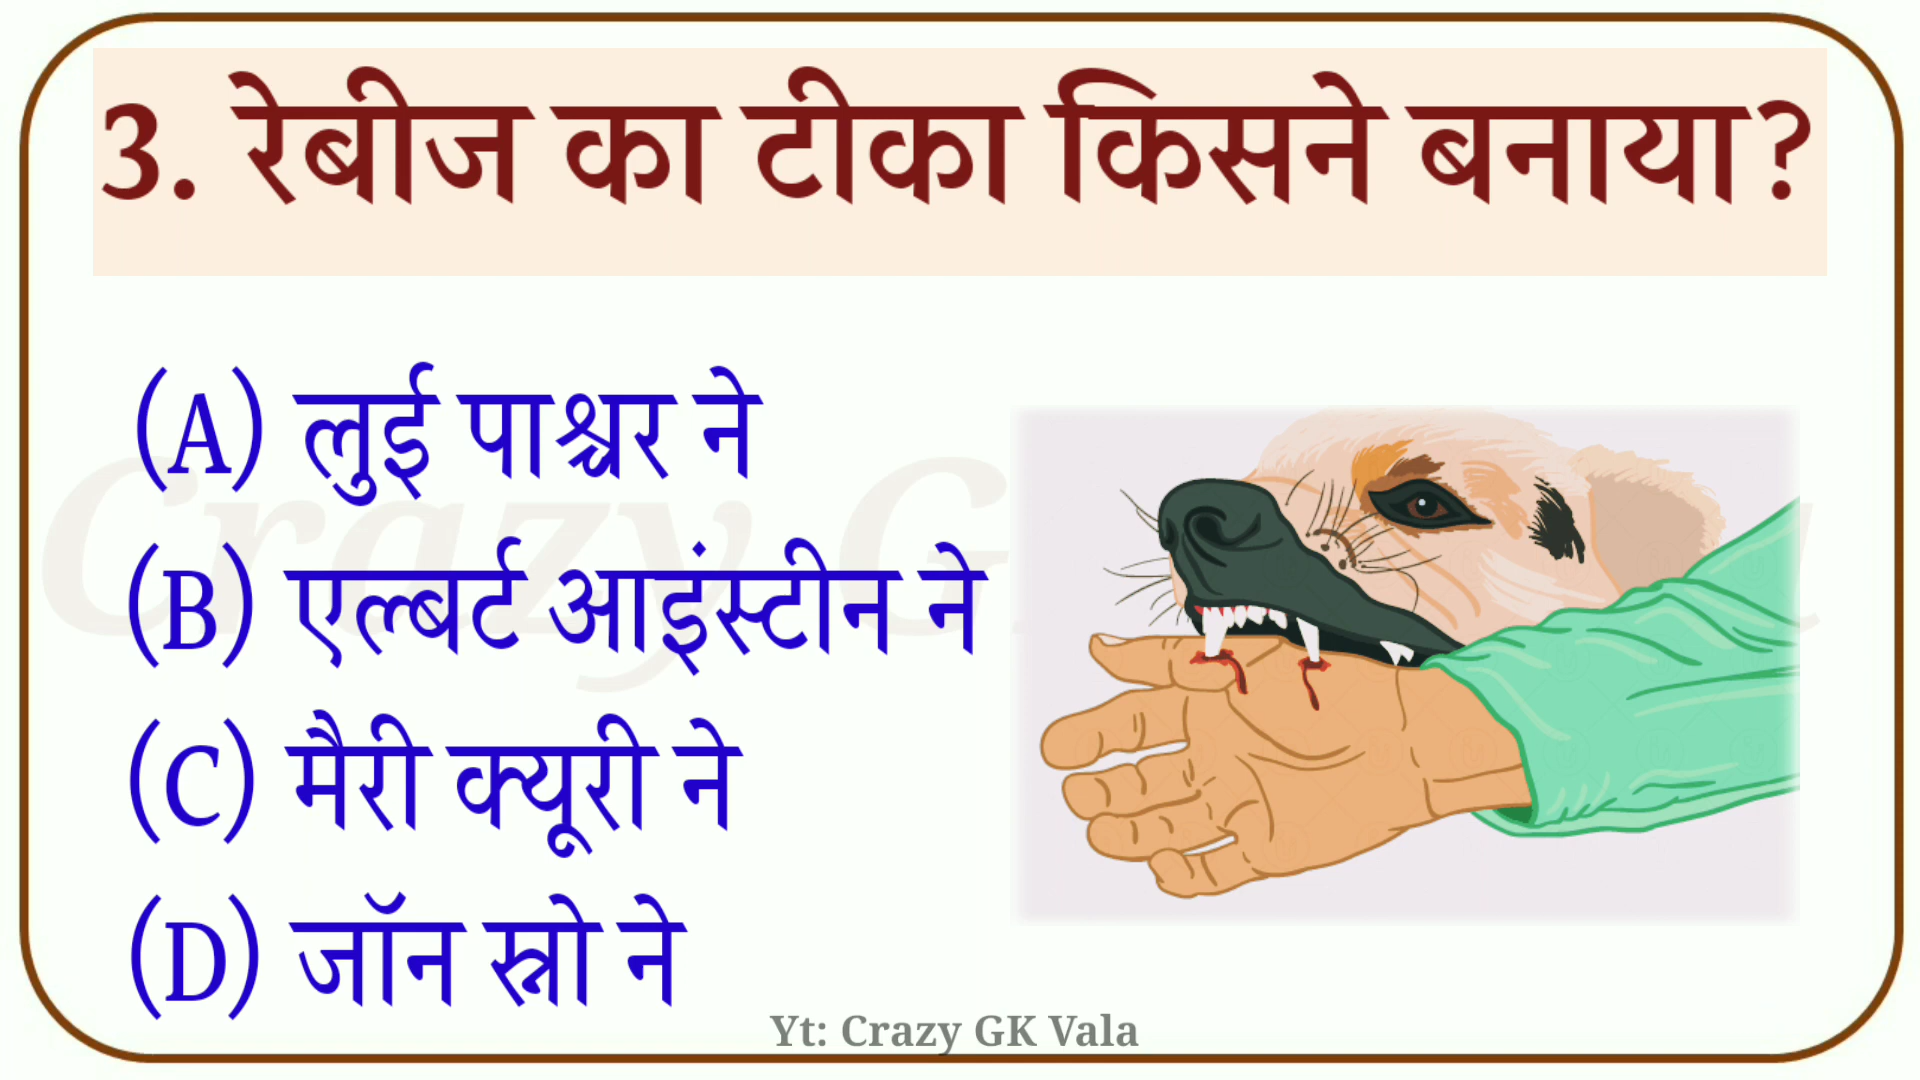 3. रेबीज का टीका किसने बनाया?
(A) लुई पाश्चर ने
(B) एल्बर्ट आइंस्टीन ने
(C) मैरी क्यूरी ने
(D) जॉन स्नो ने
Yt: Crazy GK Vala